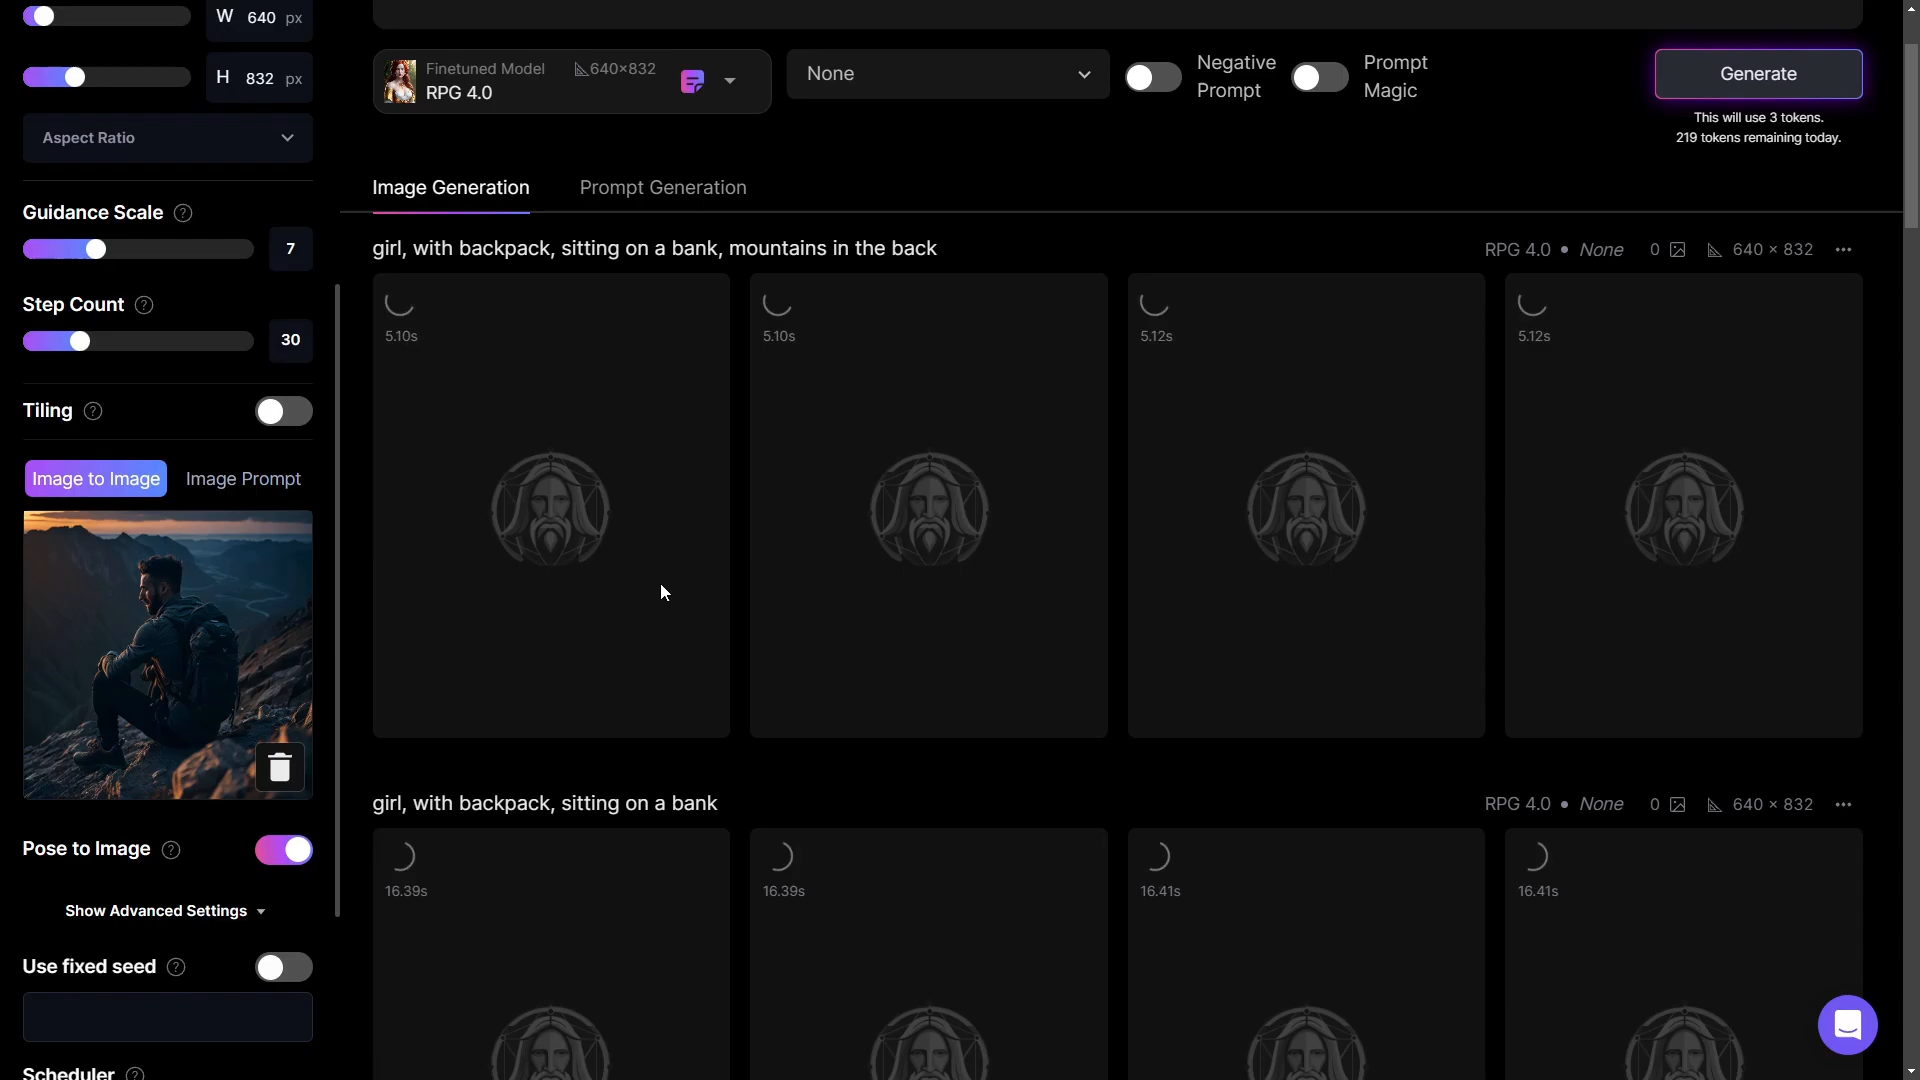 W 640 px
H 832 px
Aspect Ratio
Guidance Scale ?
7
Step Count ?
30
Tiling ?
Image to Image Image Prompt
Pose to Image ?
Show Advanced Settings
Use fixed seed ?
Scheduler ?
Finetuned Model 640×832
RPG 4.0
None
Negative
Prompt
Prompt
Magic
Generate
This will use 3 tokens.
219 tokens remaining today.
Image Generation Prompt Generation
girl, with backpack, sitting on a bank, mountains in the back
RPG 4.0 • None 0 640 × 832 ...
5.10s 5.10s 5.12s 5.12s
girl, with backpack, sitting on a bank
RPG 4.0 • None 0 640 × 832 ...
16.39s 16.39s 16.41s 16.41s